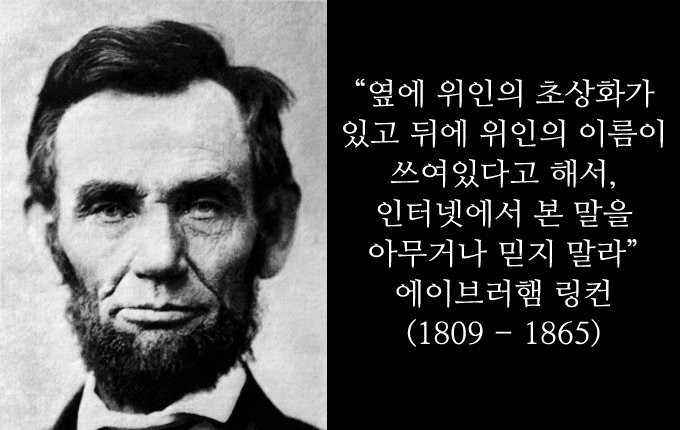 “옆에 위인의 초상화가
있고 뒤에 위인의 이름이
쓰여있다고 해서,
인터넷에서 본 말을
아무거나 믿지 말라”
에이브러햄 링컨
(1809 – 1865)